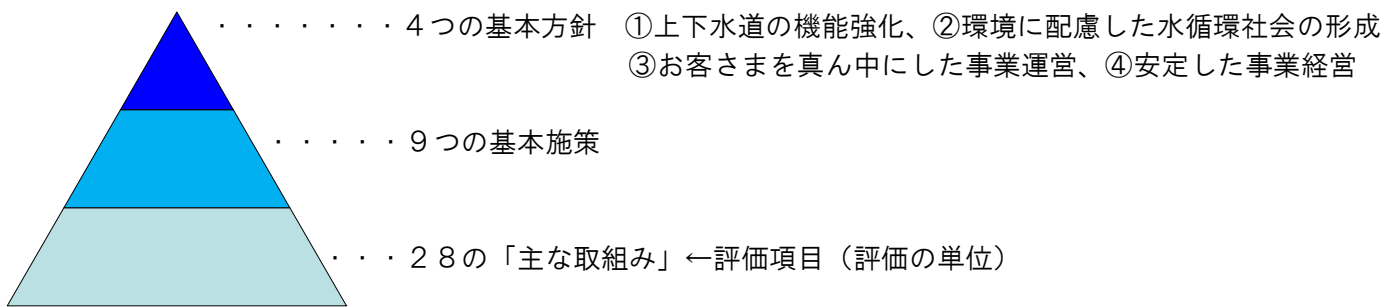 ・・・・・・・４つの基本方針　①上下水道の機能強化、②環境に配慮した水循環社会の形成
③お客さまを真ん中にした事業運営、④安定した事業経営
・・・・・９つの基本施策
・・・２８の「主な取組み」←評価項目（評価の単位）